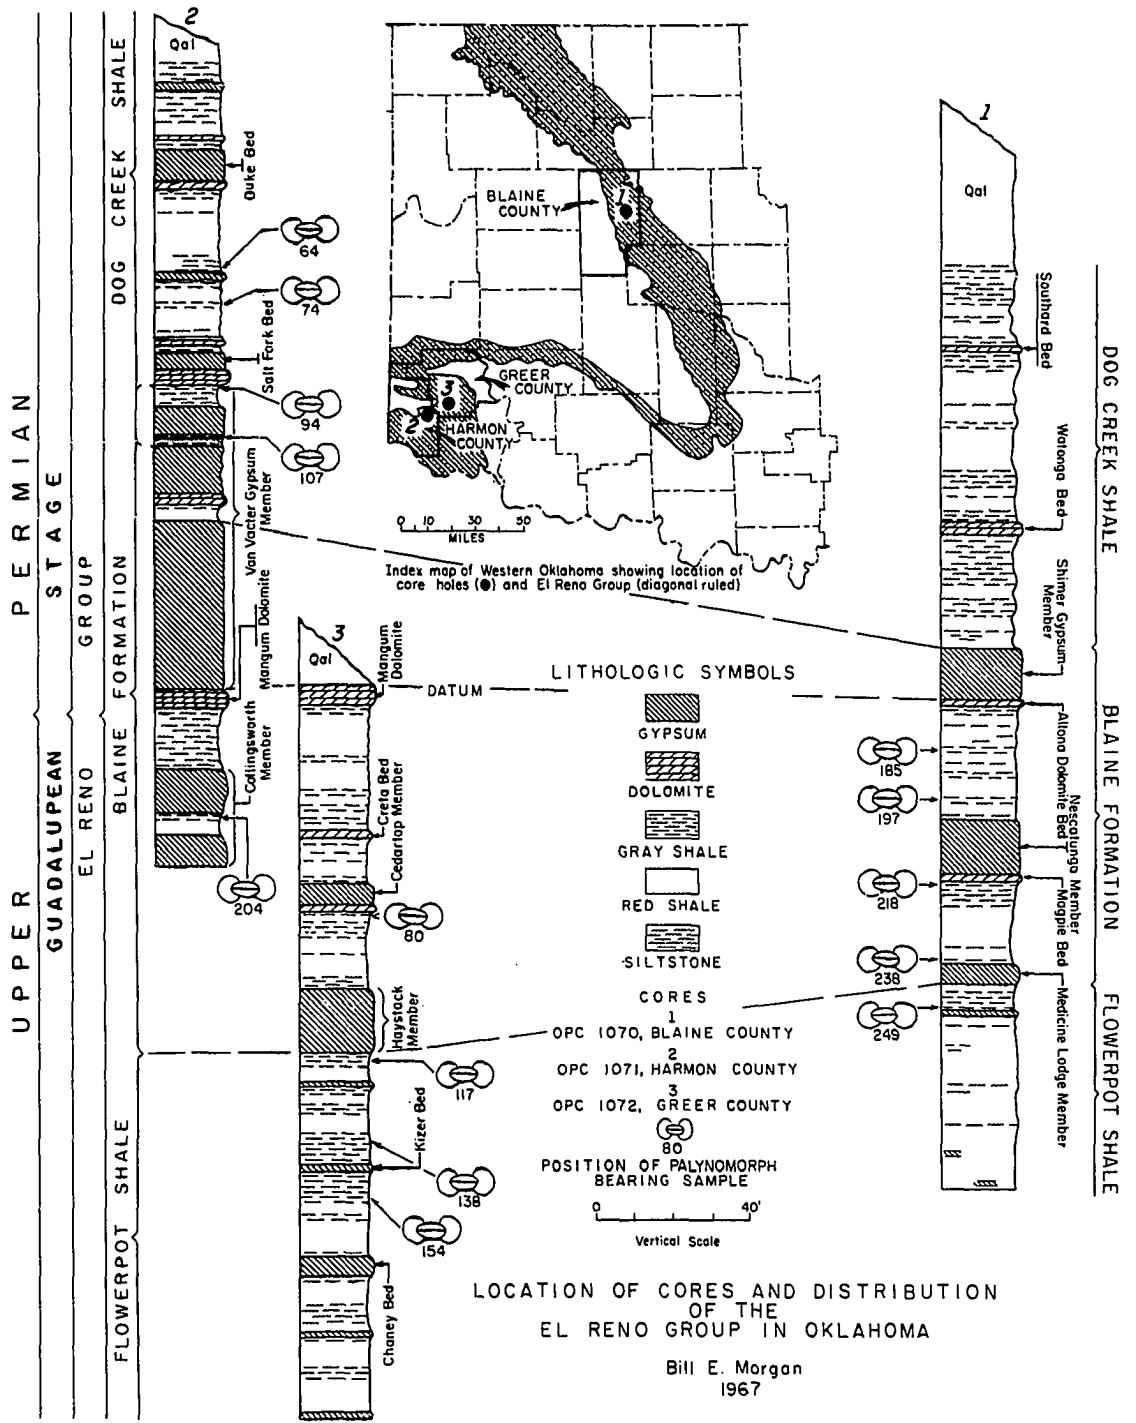 UPPER PERMIAN
GUADALUPEAN STAGE
EL RENO GROUP
FLOWERPOT SHALE
BLAINE FORMATION
DOG CREEK SHALE
2
Qal
Duke Bed
64
74
Salt Fork Bed
94
107
Van Vacter Gypsum
Member
Mangum Dolomite
Collingsworth
Member
204
BLAINE
COUNTY
1
GREER
COUNTY
3
2
HARMON
COUNTY
0 10 30 50
MILES
Index map of Western Oklahoma showing location of
core holes (●) and El Reno Group (diagonal ruled)
3
Qal
Mangum
Dolomite
DATUM
Creta Bed
Cedartop Member
80
Haystack
Member
117
Kizer Bed
138
154
Chaney Bed
LITHOLOGIC SYMBOLS
GYPSUM
DOLOMITE
GRAY SHALE
RED SHALE
SILTSTONE
CORES
1
OPC 1070, BLAINE COUNTY
2
OPC 1071, HARMON COUNTY
3
OPC 1072, GREER COUNTY
80
POSITION OF PALYNOMORPH
BEARING SAMPLE
0 40'
Vertical Scale
1
Qal
Southard Bed
Watonga Bed
Shimer Gypsum
Member
Altona Dolomite Bed
185
197
Nescatunga Member
Magpie Bed
218
238
Medicine Lodge Member
249
DOG CREEK SHALE
BLAINE FORMATION
FLOWERPOT SHALE
LOCATION OF CORES AND DISTRIBUTION
OF THE
EL RENO GROUP IN OKLAHOMA
Bill E. Morgan
1967